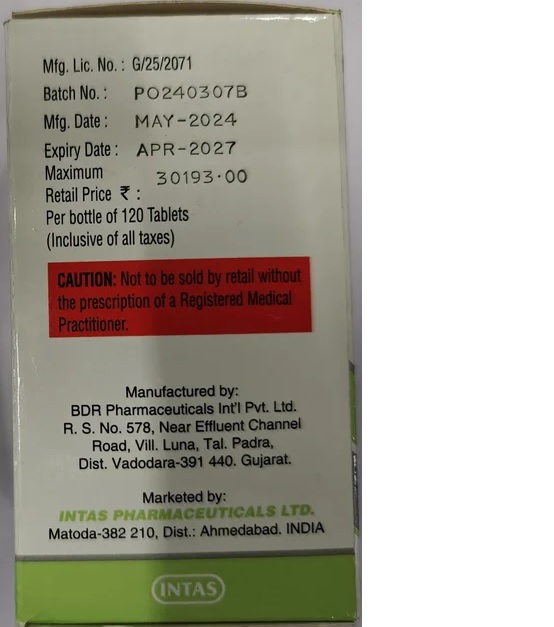 Mfg. Lic. No. : G/25/2071
Batch No. : PO240307B
Mfg. Date : MAY-2024
Expiry Date : APR-2027
Maximum
Retail Price ₹ : 30193.00
Per bottle of 120 Tablets
(Inclusive of all taxes)
CAUTION: Not to be sold by retail without
the prescription of a Registered Medical
Practitioner.
Manufactured by:
BDR Pharmaceuticals Int'l Pvt. Ltd.
R. S. No. 578, Near Effluent Channel
Road, Vill. Luna, Tal. Padra,
Dist. Vadodara-391 440. Gujarat.
Marketed by:
INTAS PHARMACEUTICALS LTD.
Matoda-382 210, Dist.: Ahmedabad. INDIA
INTAS